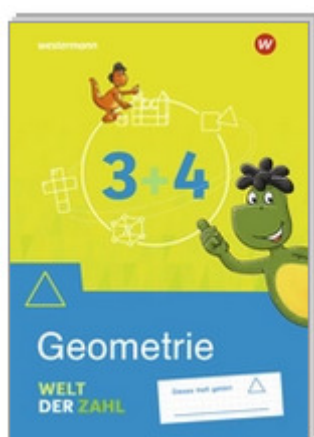 westermann
W
3+4
Geometrie
WELT
DER ZAHL
Dieses Heft gehört